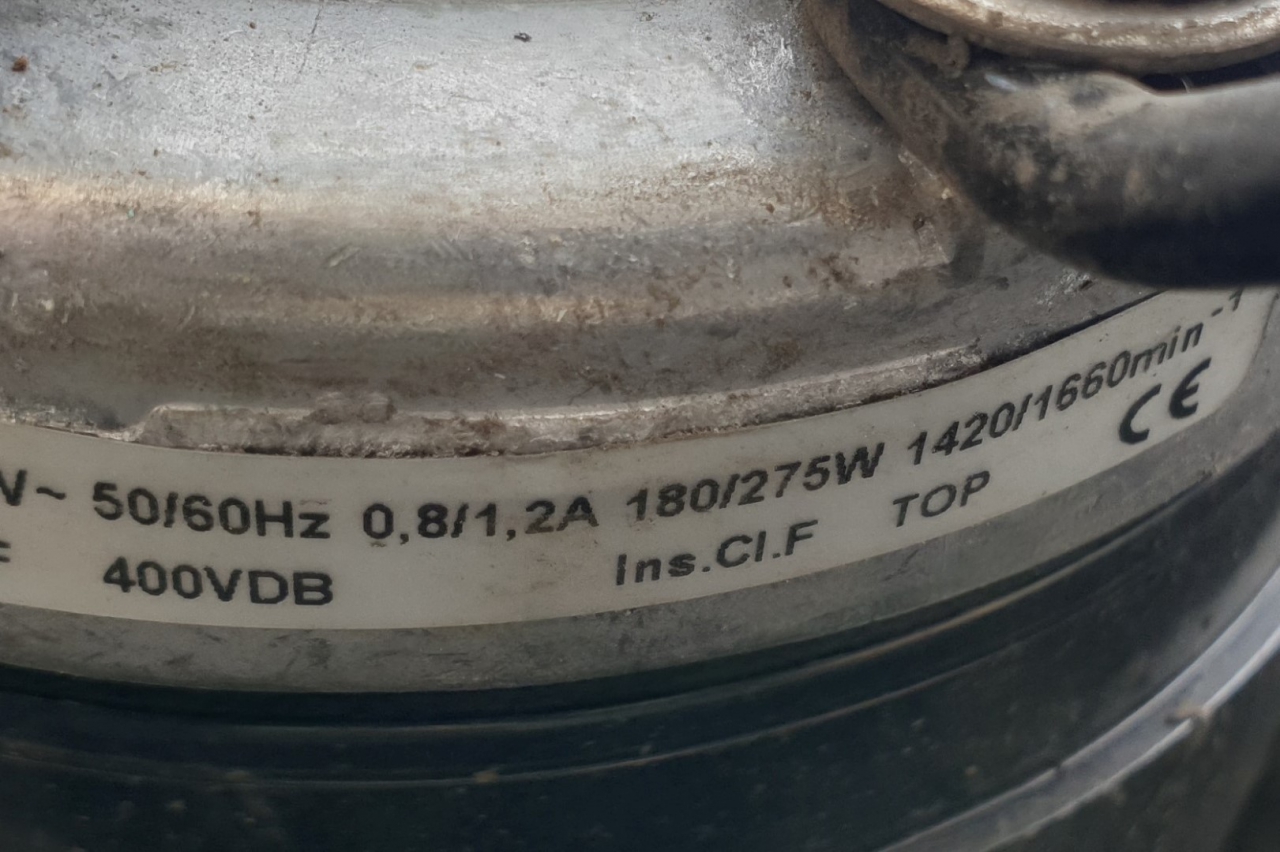 V~ 50/60Hz 0,8/1,2A 180/275W 1420/1660min⁻¹
F 400VDB Ins.Cl.F TOP CE